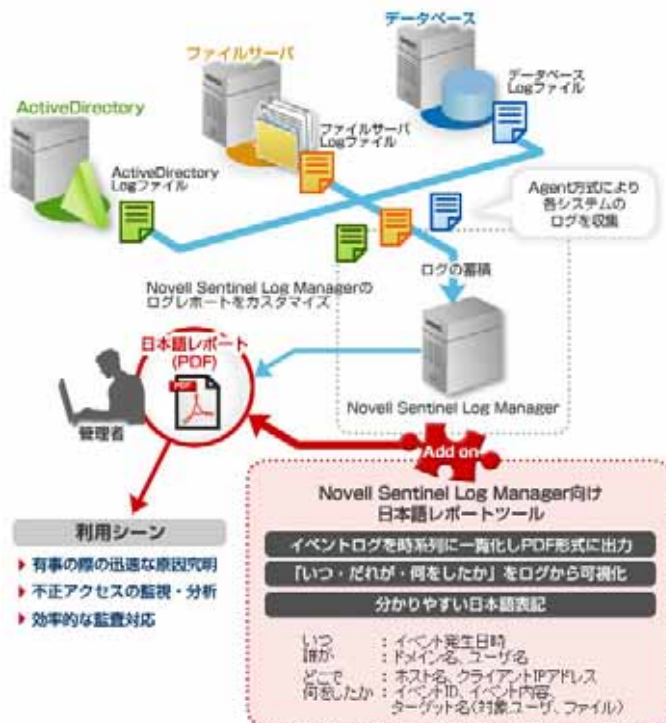 データベース
ファイルサーバ
データベース
Logファイル
ActiveDirectory
ファイルサーバ
Logファイル
ActiveDirectory
Logファイル
Agent方式により
各システムの
ログを収集
ログの蓄積
Novell Sentinel Log Managerの
ログレポートをカスタマイズ
日本語レポート
(PDF)
PDF
管理者
Novell Sentinel Log Manager
Add on
Novell Sentinel Log Manager向け
日本語レポートツール
イベントログを時系列に一覧化しPDF形式に出力
「いつ・だれが・何をしたか」をログから可視化
分かりやすい日本語表記
いつ : イベント発生日時
誰が : ドメイン名、ユーザ名
どこで : ホスト名、クライアントIPアドレス
何をしたか : イベントID、イベント内容、
ターゲット名(対象ユーザ、ファイル)
利用シーン
有事の際の迅速な原因究明
不正アクセスの監視・分析
効率的な監査対応